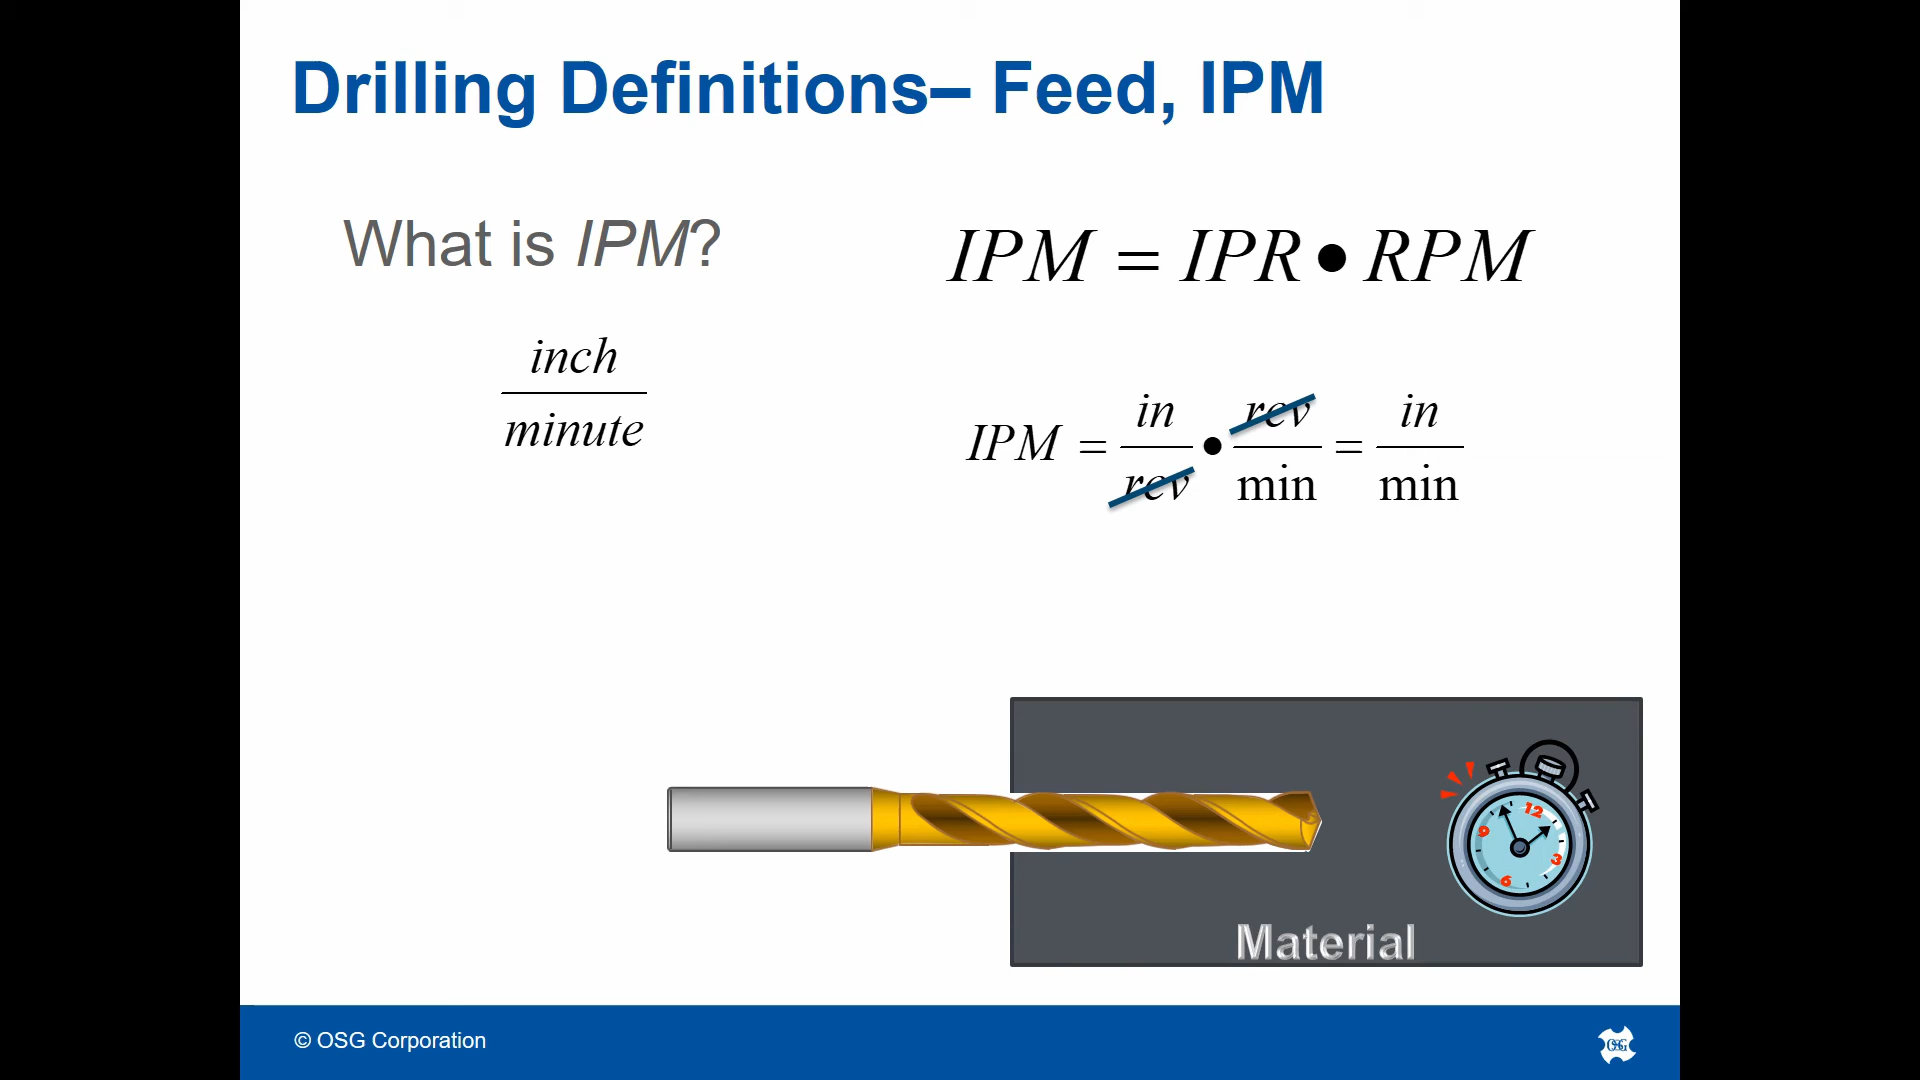 Drilling Definitions– Feed, IPM
What is IPM?
IPM = IPR • RPM
inch
minute
IPM = in/rev • rev/min = in/min
12
9
3
6
Material
© OSG Corporation
OSG